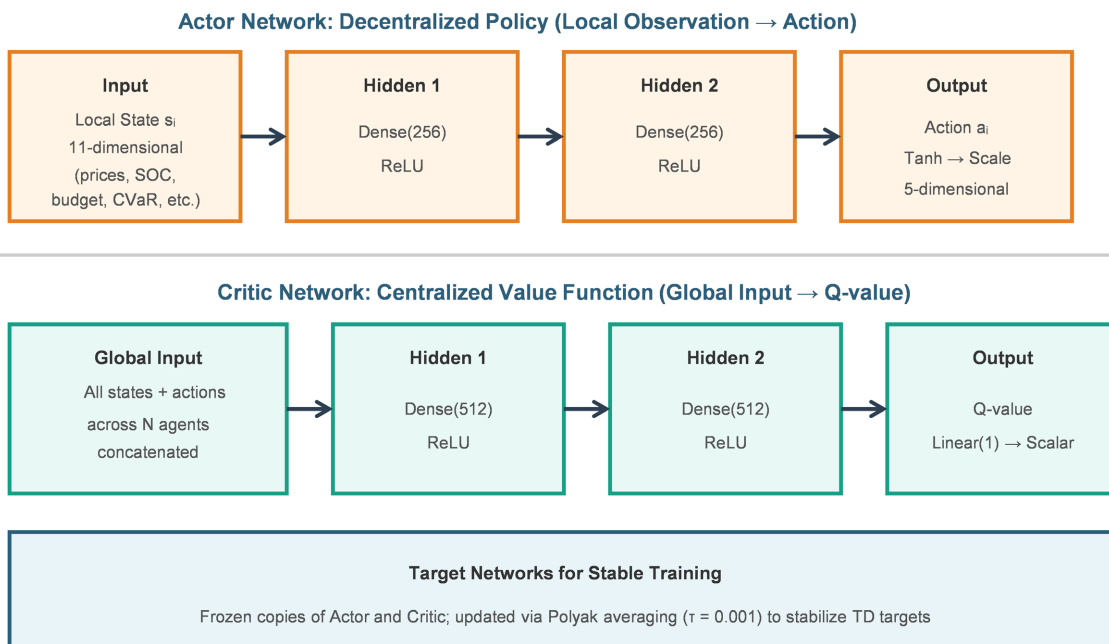 Actor Network: Decentralized Policy (Local Observation → Action)
Input
Local State sᵢ
11-dimensional
(prices, SOC,
budget, CVaR, etc.)
Hidden 1
Dense(256)
ReLU
Hidden 2
Dense(256)
ReLU
Output
Action aᵢ
Tanh → Scale
5-dimensional
Critic Network: Centralized Value Function (Global Input → Q-value)
Global Input
All states + actions
across N agents
concatenated
Hidden 1
Dense(512)
ReLU
Hidden 2
Dense(512)
ReLU
Output
Q-value
Linear(1) → Scalar
Target Networks for Stable Training
Frozen copies of Actor and Critic; updated via Polyak averaging (τ = 0.001) to stabilize TD targets